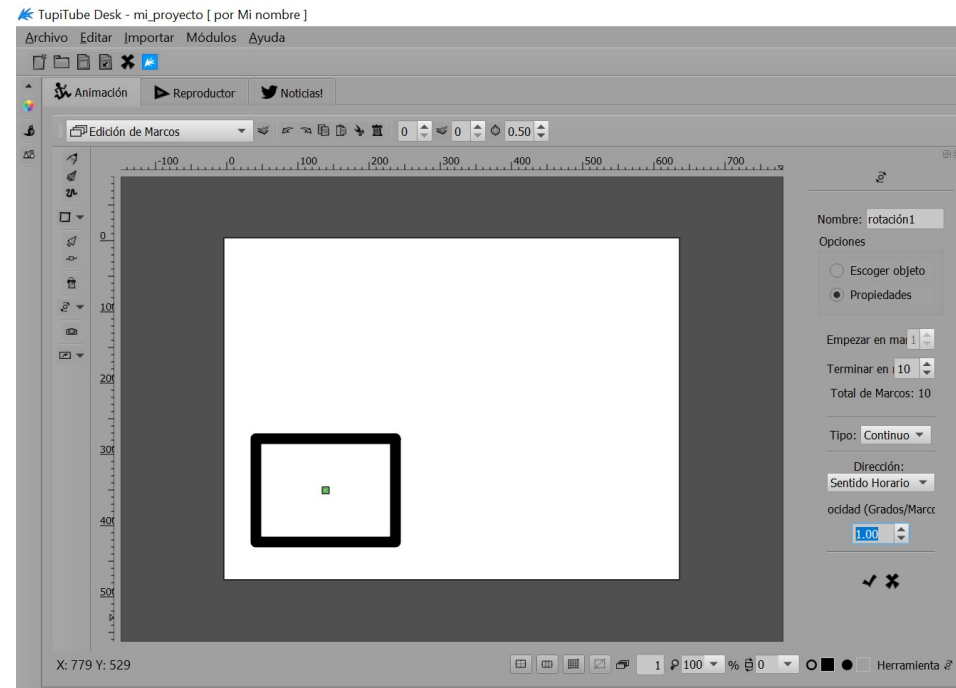 TupiTube Desk - mi_proyecto [ por Mi nombre ]
Archivo Editar Importar Módulos Ayuda
Animación Reproductor Noticias!
Edición de Marcos 0 0 0.50
-100 0 100 200 300 400 500 600 700
0
100
200
300
400
500
Nombre: rotación1
Opciones
Escoger objeto
Propiedades
Empezar en mar 1
Terminar en 10
Total de Marcos: 10
Tipo: Continuo
Dirección:
Sentido Horario
ocidad (Grados/Marco
1.00
X: 779 Y: 529 1 100 % 0 Herramienta